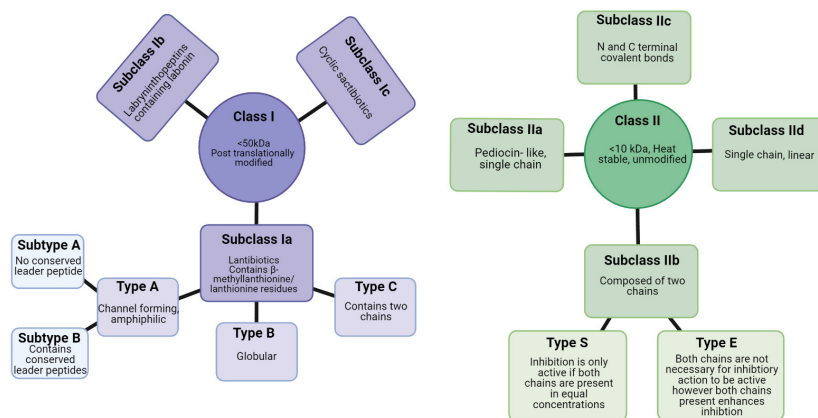 Subclass Ib
Labryninthopeptins
containing labonin
Subclass Ic
Cyclic sactibiotics
Class I
<50kDa
Post translationally
modified
Subclass Ia
Lantibiotics
Contains β-
methyllanthionine/
lanthionine residues
Subtype A
No conserved
leader peptide
Type A
Channel forming,
amphiphilic
Subtype B
Contains
conserved
leader peptides
Type B
Globular
Type C
Contains two
chains
Subclass IIc
N and C terminal
covalent bonds
Subclass IIa
Pediocin- like,
single chain
Class II
<10 kDa, Heat
stable, unmodified
Subclass IId
Single chain, linear
Subclass IIb
Composed of two
chains
Type S
Inhibition is only
active if both
chains are present
in equal
concentrations
Type E
Both chains are not
necessary for inhibtiory
action to be active
however both chains
present enhances
inhibtion